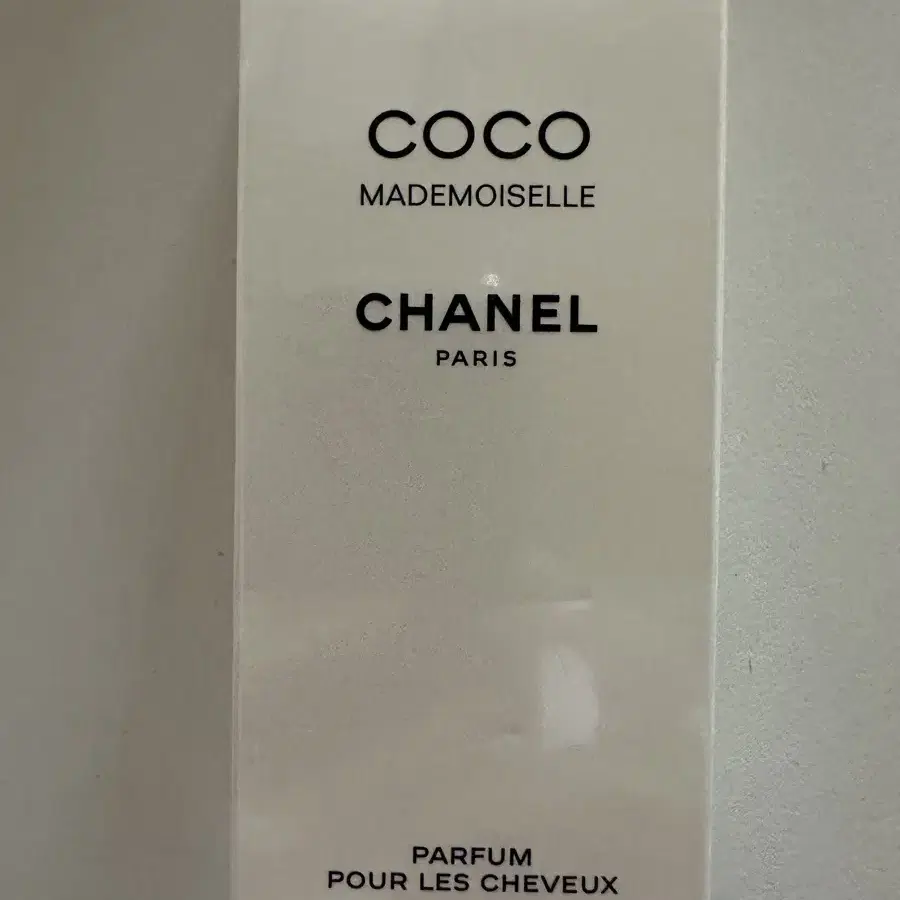 COCO
MADEMOISELLE
CHANEL
PARIS
PARFUM
POUR LES CHEVEUX